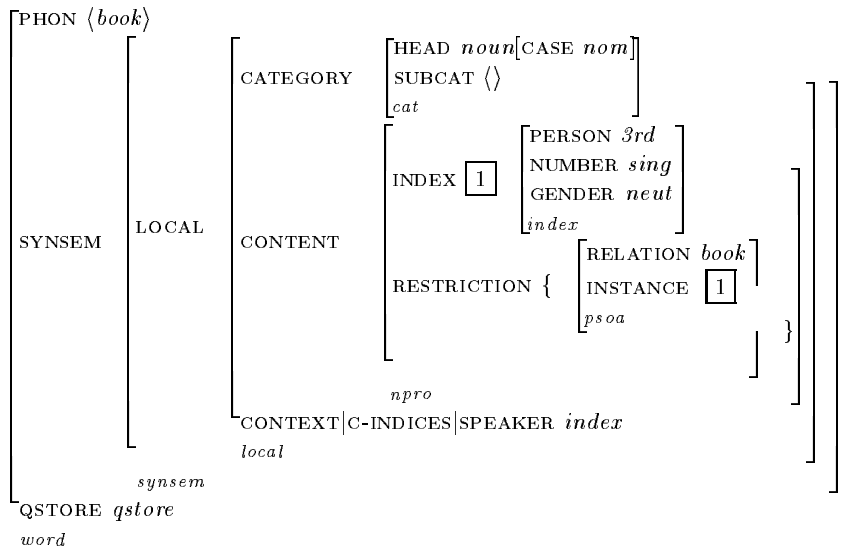 PHON ⟨book⟩
HEAD noun[CASE nom]
CATEGORY SUBCAT ⟨⟩
cat
PERSON 3rd
INDEX 1 NUMBER sing
GENDER neut
index
SYNSEM LOCAL CONTENT
RELATION book
RESTRICTION { INSTANCE 1
psoa
}
npro
CONTEXT|C-INDICES|SPEAKER index
local
synsem
QSTORE qstore
word